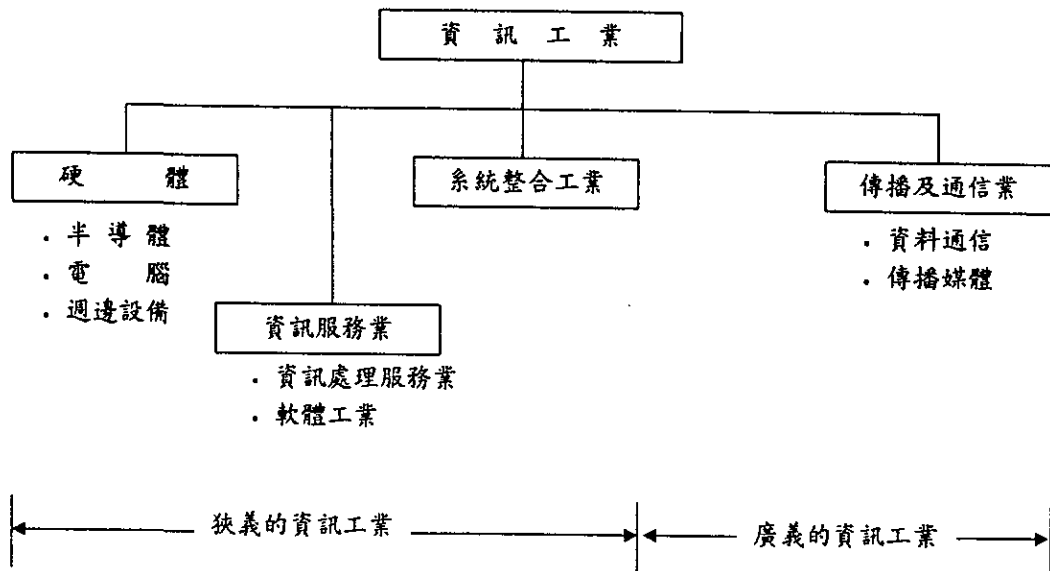 資訊工業
硬體
・半導體
・電腦
・週邊設備
資訊服務業
・資訊處理服務業
・軟體工業
系統整合工業
傳播及通信業
・資料通信
・傳播媒體
狹義的資訊工業
廣義的資訊工業